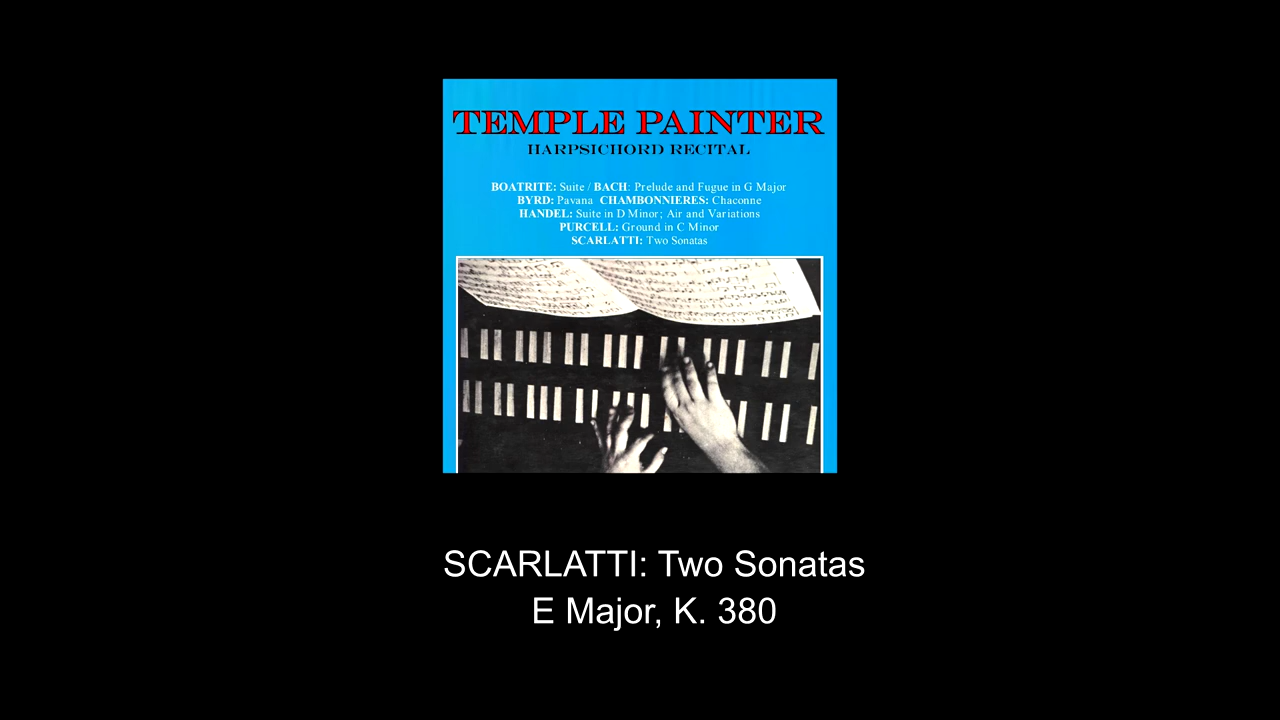 TEMPLE PAINTER
HARPSICHORD RECITAL
BOATRITE: Suite / BACH: Prelude and Fugue in G Major
BYRD: Pavana CHAMBONNIERES: Chaconne
HANDEL: Suite in D Minor; Air and Variations
PURCELL: Ground in C Minor
SCARLATTI: Two Sonatas
SCARLATTI: Two Sonatas
E Major, K. 380